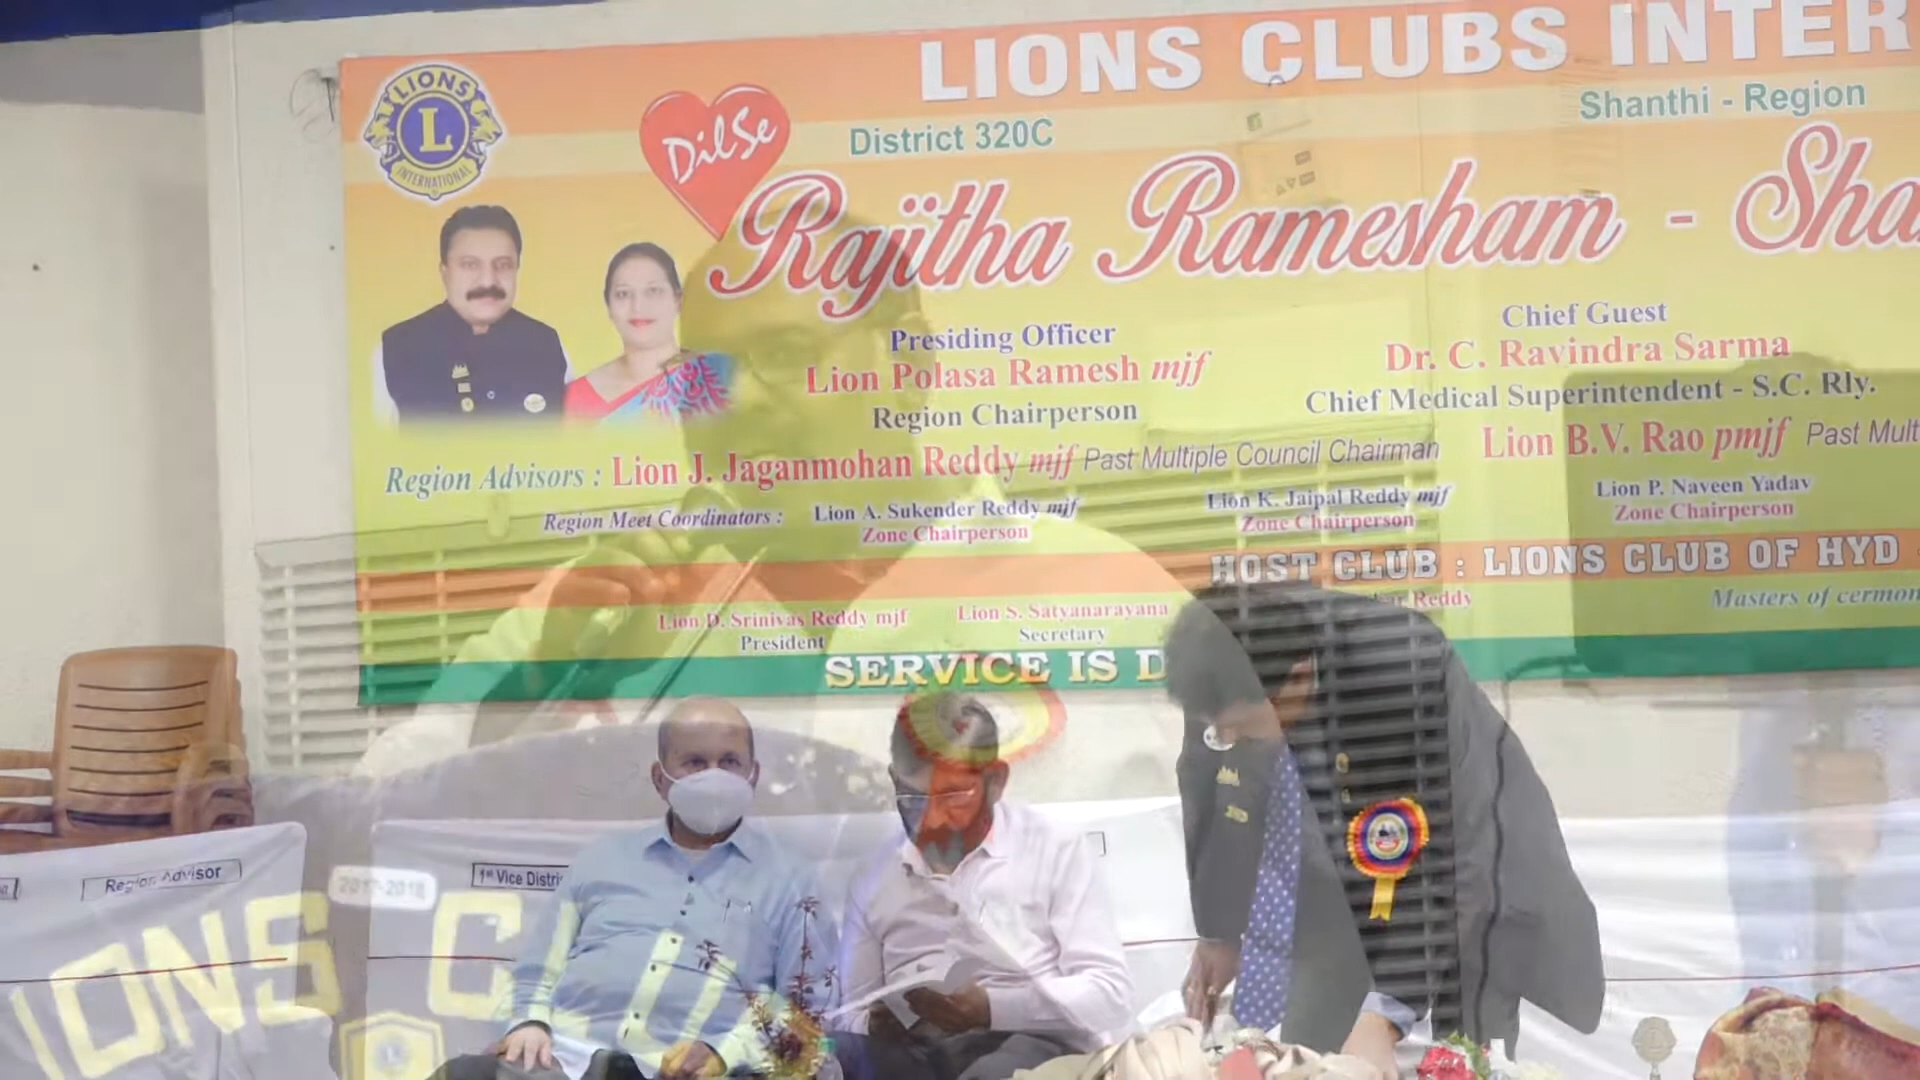 LIONS CLUBS INTER
LIONS
L
INTERNATIONAL
DilSe
District 320C
Shanthi - Region
Rajitha Ramesham - Sha
Presiding Officer
Lion Polasa Ramesh mjf
Region Chairperson
Chief Guest
Dr. C. Ravindra Sarma
Chief Medical Superintendent - S.C. Rly.
Region Advisors : Lion J. Jaganmohan Reddy mjf Past Multiple Council Chairman
Lion B.V. Rao pmjf Past Mult
Region Meet Coordinators :
Lion A. Sukender Reddy mjf
Zone Chairperson
Lion K. Jaipal Reddy mjf
Zone Chairperson
Lion P. Naveen Yadav
Zone Chairperson
HOST CLUB : LIONS CLUB OF HYD
Lion D. Srinivas Reddy mjf
President
Lion S. Satyanarayana
Secretary
Reddy
Masters of cermon
SERVICE IS D
Region Advisor
1st Vice Distri
2017-2018
IONS CLU